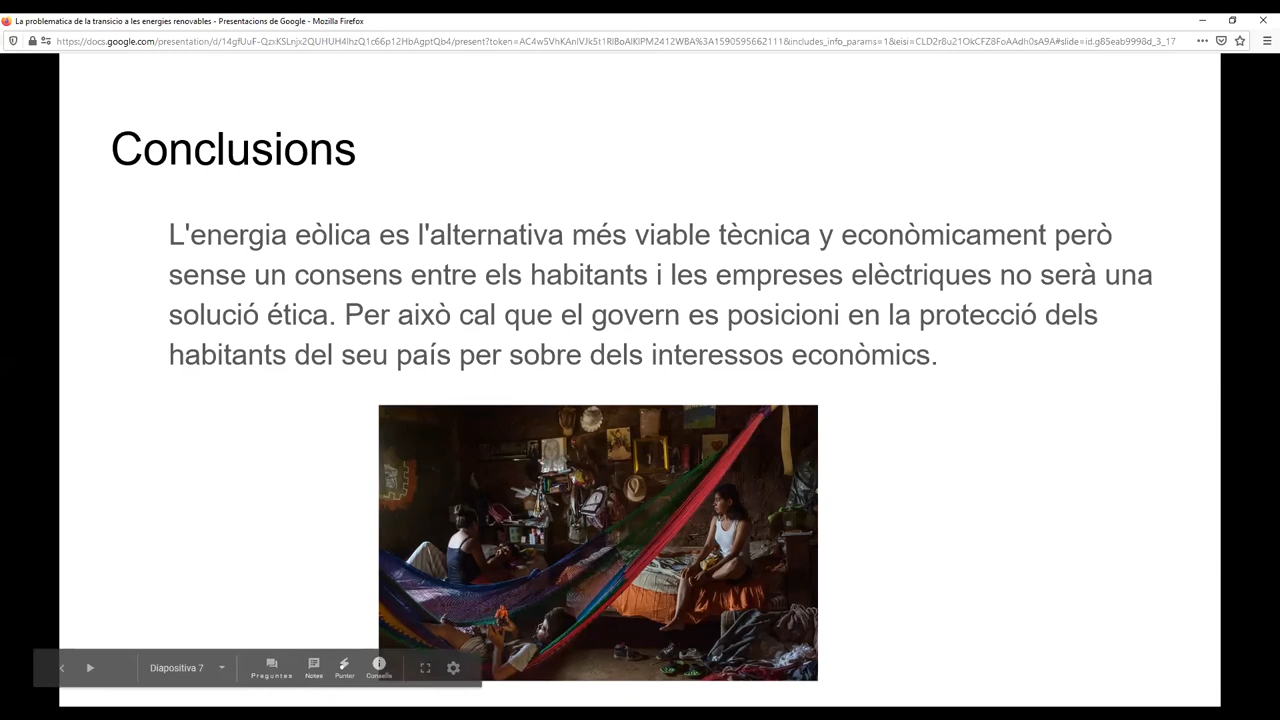 La problematica de la transicio a les energies renovables - Presentacions de Google - Mozilla Firefox
Conclusions
L'energia eòlica es l'alternativa més viable tècnica y econòmicament però
sense un consens entre els habitants i les empreses elèctriques no serà una
solució ética. Per això cal que el govern es posicioni en la protecció dels
habitants del seu país per sobre dels interessos econòmics.
Diapositiva 7
Preguntes
Notes
Punter
Consells